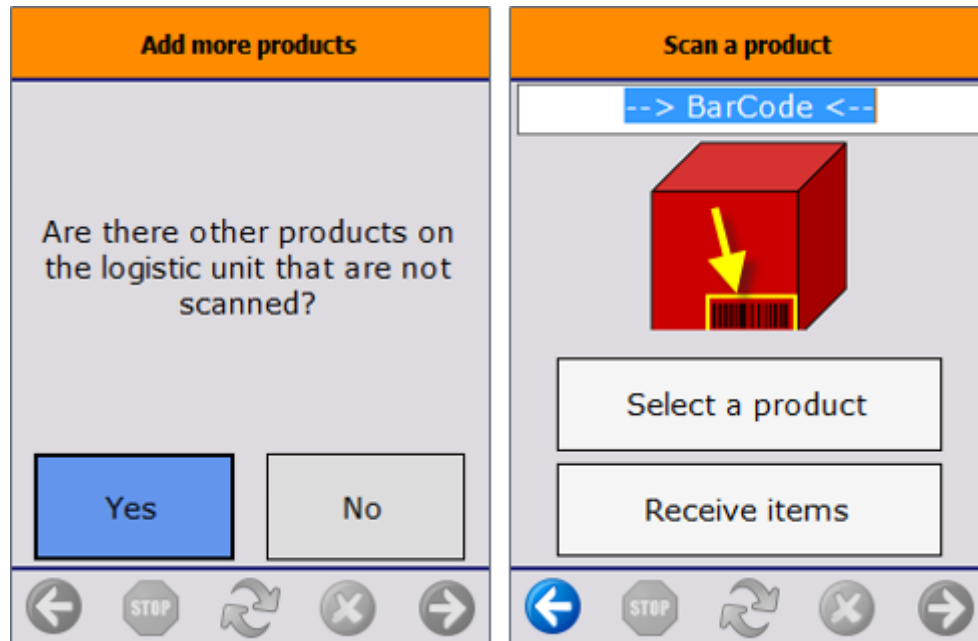 Add more products
Are there other products on
the logistic unit that are not
scanned?
Yes
No
STOP
Scan a product
--> BarCode <--
Select a product
Receive items
STOP